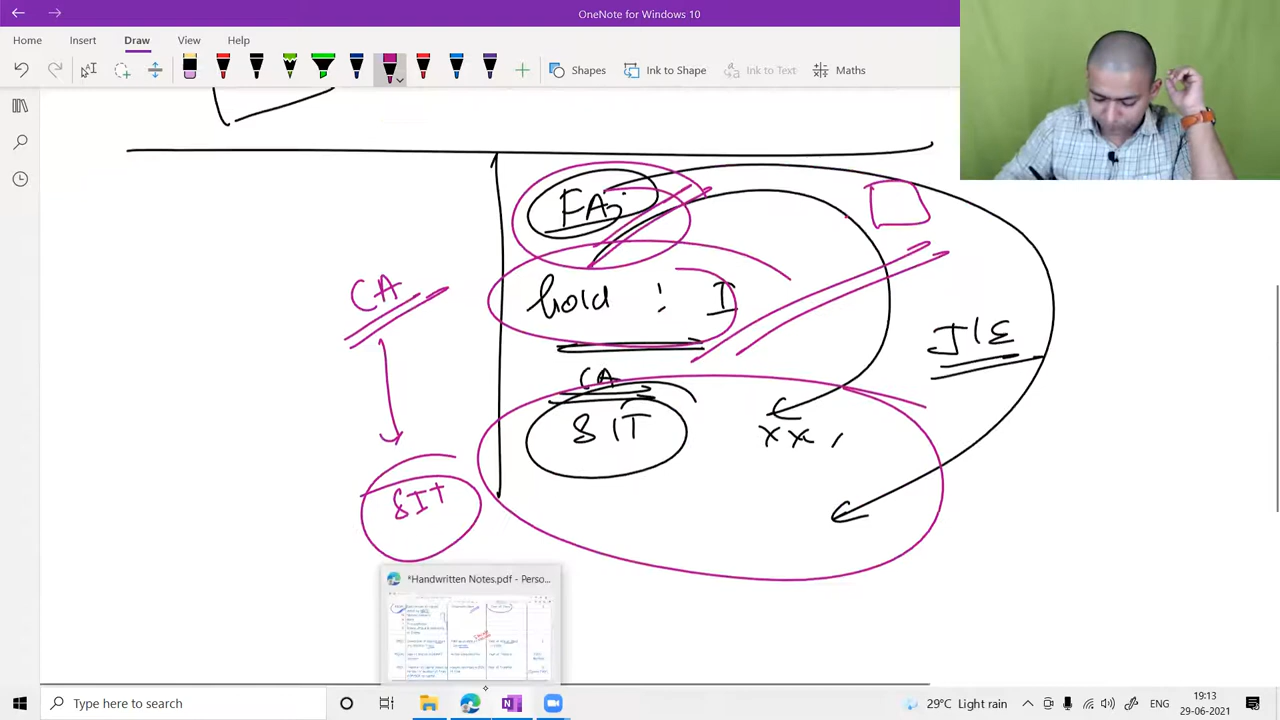 OneNote for Windows 10
Home Insert Draw View Help
Shapes Ink to Shape Ink to Text Maths
FA
hold : I
CA
CA
SIT
xx
SIT
*Handwritten Notes.pdf - Perso...
Type here to search
29°C Light rain
ENG
19:13
29-06-2021